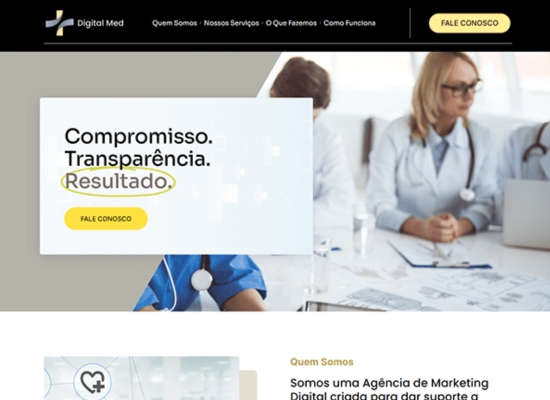 Digital Med
Quem Somos · Nossos Serviços · O Que Fazemos · Como Funciona
FALE CONOSCO
Compromisso.
Transparência.
Resultado.
FALE CONOSCO
Quem Somos
Somos uma Agência de Marketing
Digital criada para dar suporte a